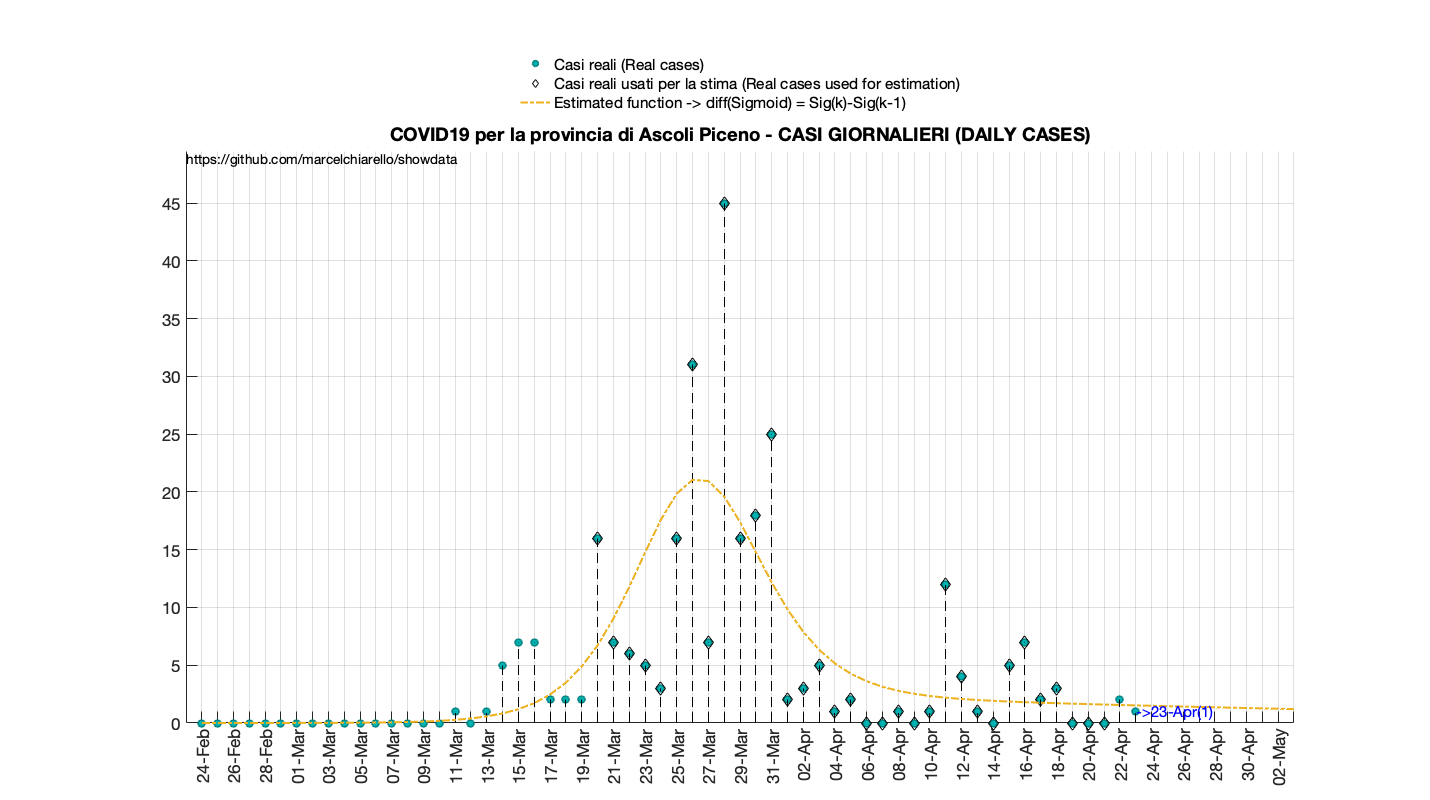 Casi reali (Real cases)
Casi reali usati per la stima (Real cases used for estimation)
Estimated function -> diff(Sigmoid) = Sig(k)-Sig(k-1)
COVID19 per la provincia di Ascoli Piceno - CASI GIORNALIERI (DAILY CASES)
https://github.com/marcelchiarello/showdata
45
40
35
30
25
20
15
10
5
0
->23-Apr(1)
24-Feb
26-Feb
28-Feb
01-Mar
03-Mar
05-Mar
07-Mar
09-Mar
11-Mar
13-Mar
15-Mar
17-Mar
19-Mar
21-Mar
23-Mar
25-Mar
27-Mar
29-Mar
31-Mar
02-Apr
04-Apr
06-Apr
08-Apr
10-Apr
12-Apr
14-Apr
16-Apr
18-Apr
20-Apr
22-Apr
24-Apr
26-Apr
28-Apr
30-Apr
02-May